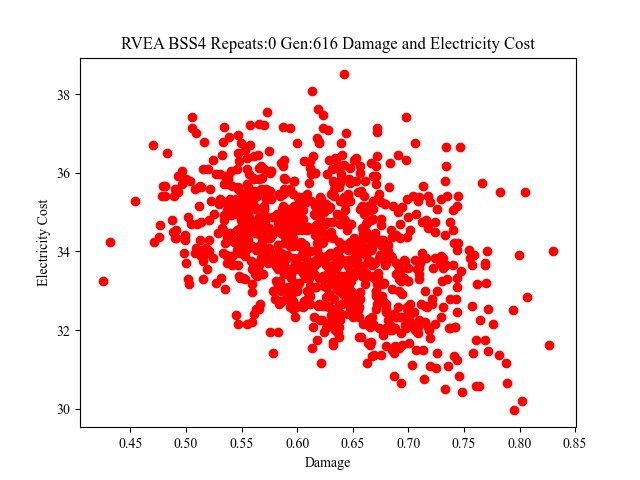 RVEA BSS4 Repeats:0 Gen:616 Damage and Electricity Cost
38
36
34
32
30
Electricity Cost
0.45 0.50 0.55 0.60 0.65 0.70 0.75 0.80 0.85
Damage